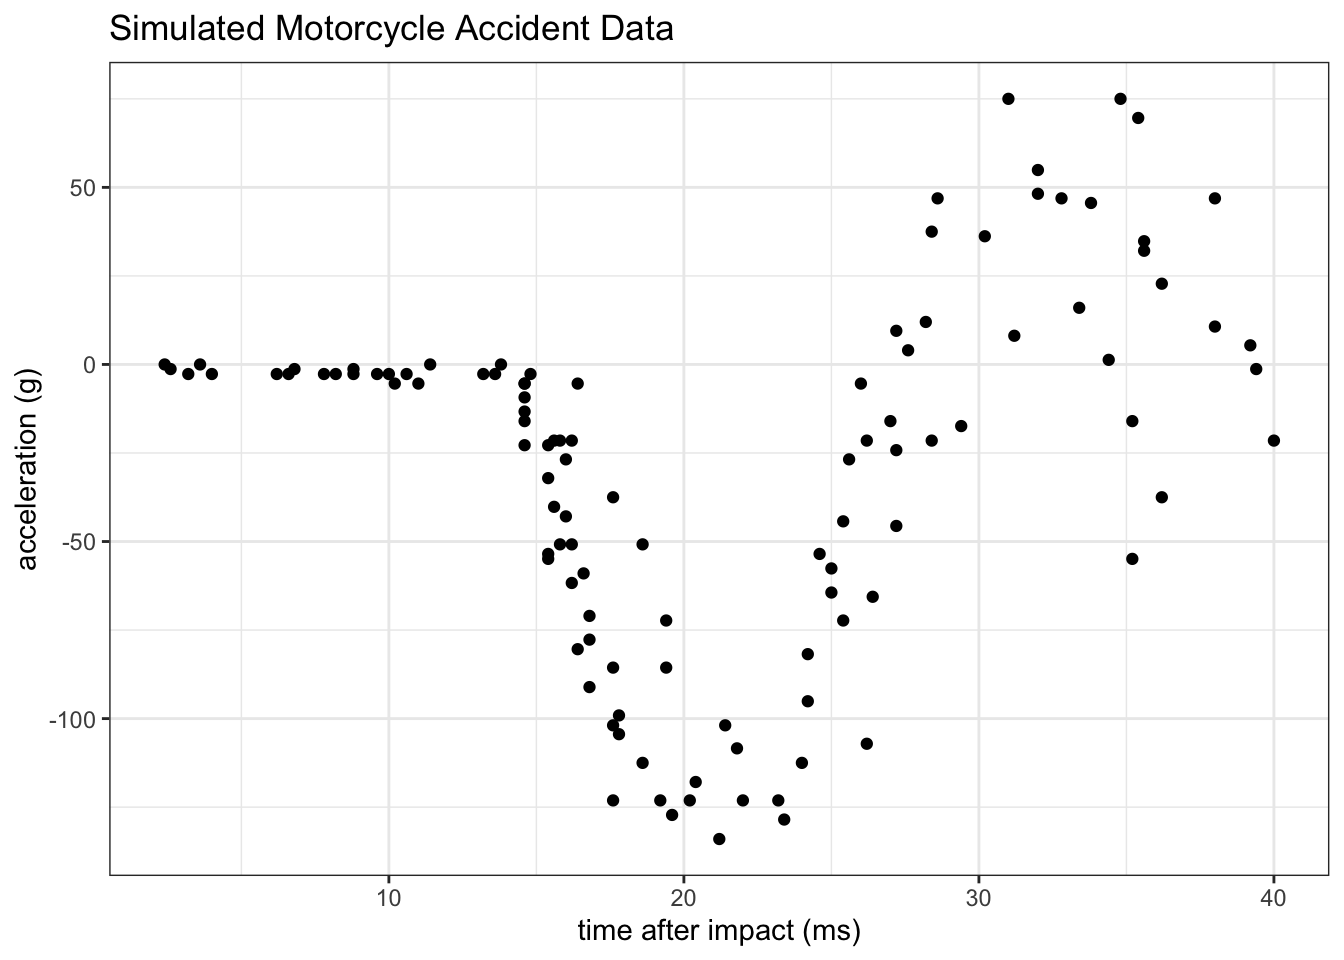 Simulated Motorcycle Accident Data
50
0
-50
-100
acceleration (g)
10 20 30 40
time after impact (ms)